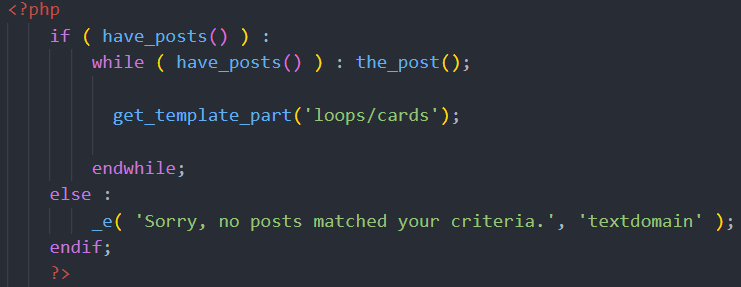 <?php
if ( have_posts() ) :
while ( have_posts() ) : the_post();
get_template_part('loops/cards');
endwhile;
else :
_e( 'Sorry, no posts matched your criteria.', 'textdomain' );
endif;
?>